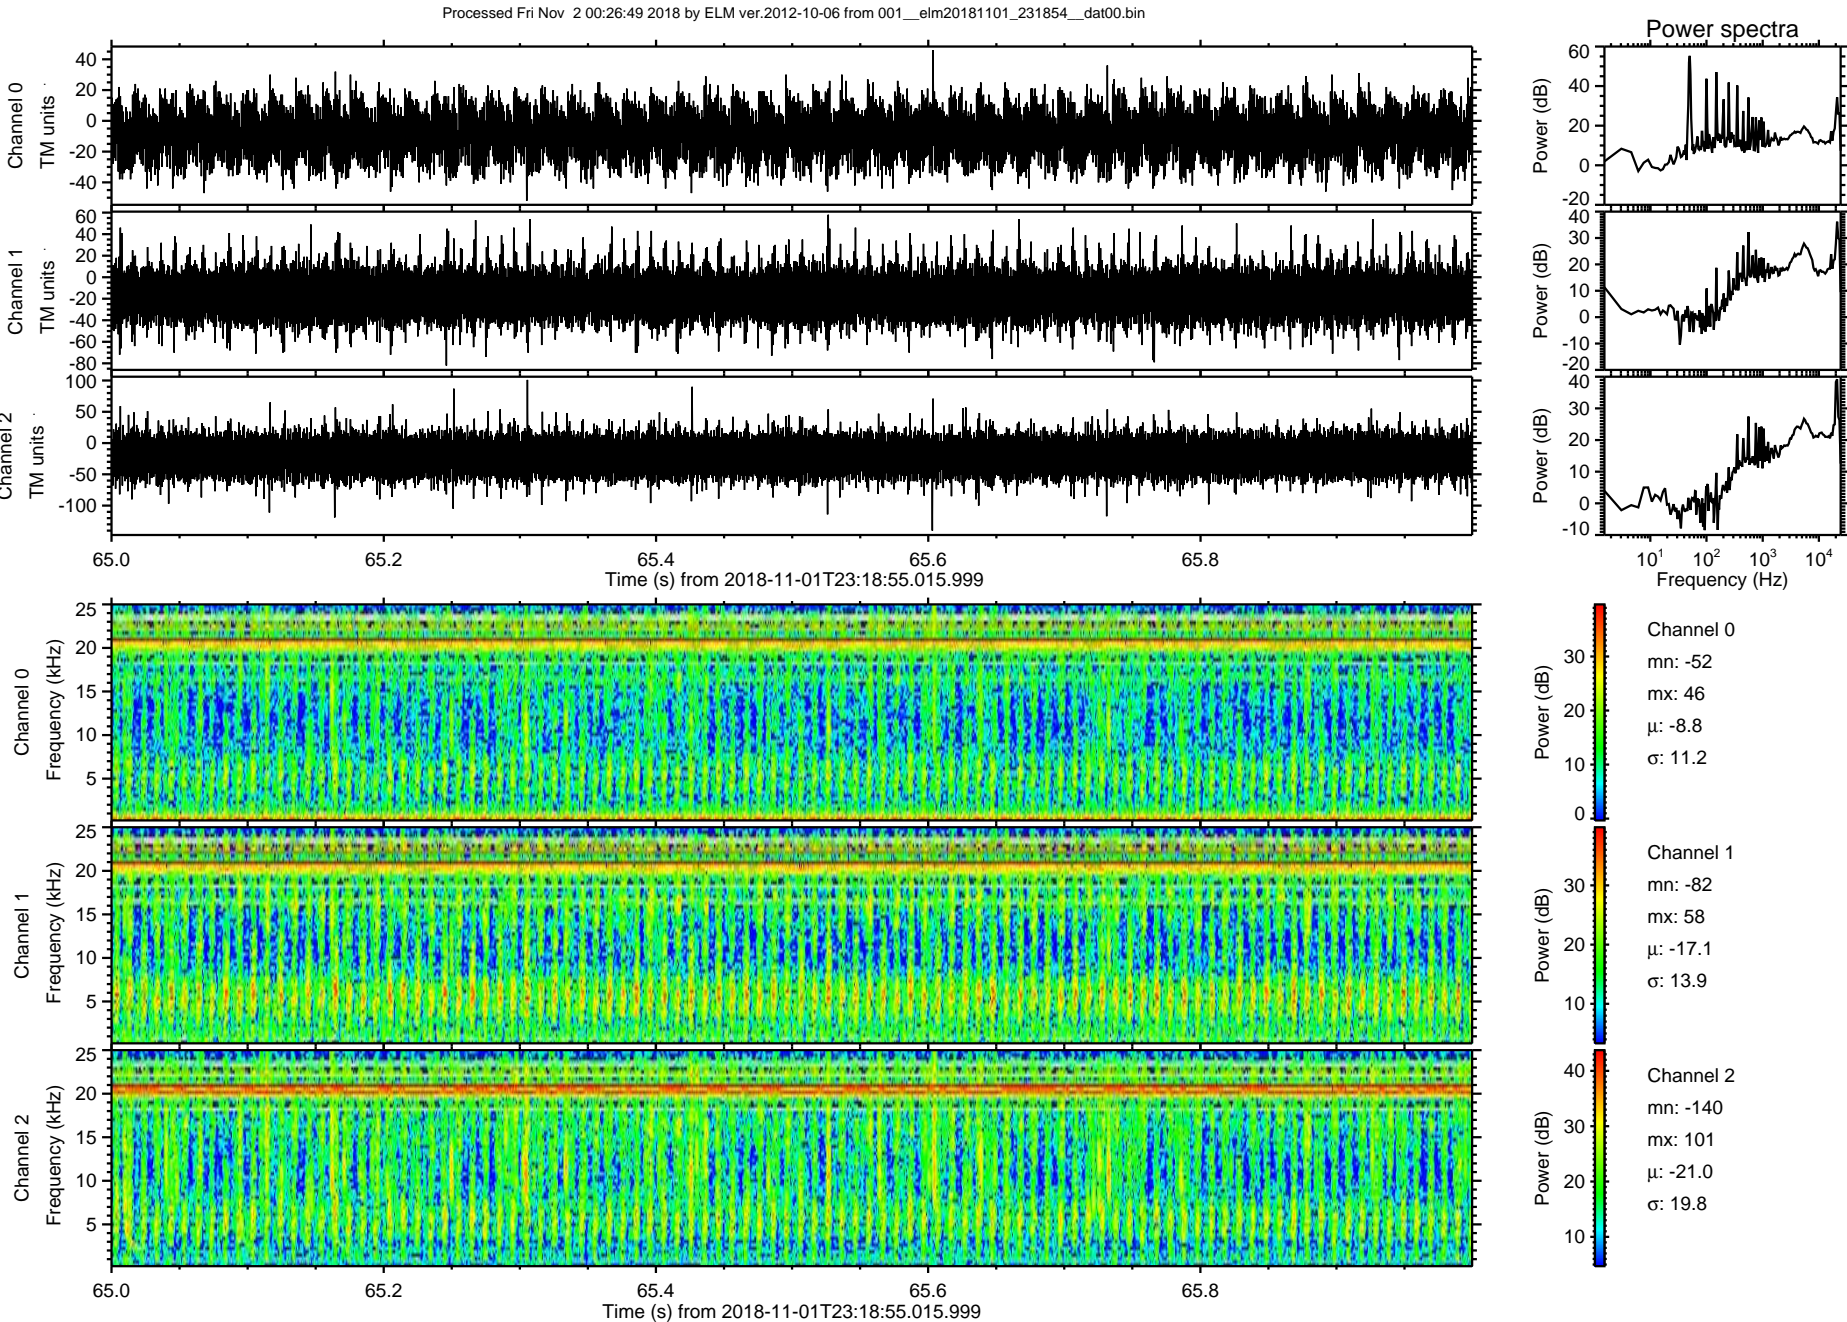 Processed Fri Nov  2 00:26:49 2018 by ELM ver.2012-10-06 from 001__elm20181101_231854__dat00.bin
Power spectra
Channel 0
TM units
40
20
0
-20
-40
Power (dB)
60
40
20
0
-20
Channel 1
TM units
60
40
20
0
-20
-40
-60
-80
Power (dB)
40
30
20
10
0
-10
-20
Channel 2
TM units
100
50
0
-50
-100
Power (dB)
40
30
20
10
0
-10
65.0 65.2 65.4 65.6 65.8
Time (s) from 2018-11-01T23:18:55.015.999
10^1 10^2 10^3 10^4
Frequency (Hz)
Channel 0
Frequency (kHz)
25
20
15
10
5
Power (dB)
30
20
10
0
Channel 0
mn: -52
mx: 46
μ: -8.8
σ: 11.2
Channel 1
Frequency (kHz)
25
20
15
10
5
Power (dB)
30
20
10
Channel 1
mn: -82
mx: 58
μ: -17.1
σ: 13.9
Channel 2
Frequency (kHz)
25
20
15
10
5
Power (dB)
40
30
20
10
Channel 2
mn: -140
mx: 101
μ: -21.0
σ: 19.8
65.0 65.2 65.4 65.6 65.8
Time (s) from 2018-11-01T23:18:55.015.999